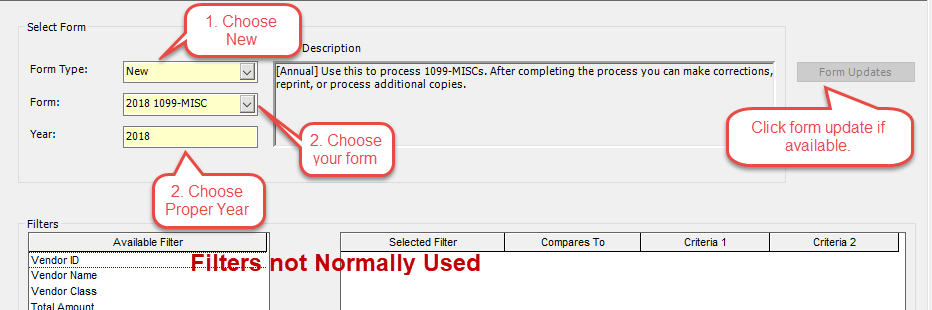 1. Choose
New
Select Form
Description
Form Type:
New
[Annual] Use this to process 1099-MISCs. After completing the process you can make corrections,
reprint, or process additional copies.
Form Updates
Form:
2018 1099-MISC
Year:
2018
2. Choose
your form
Click form update if
available.
2. Choose
Proper Year
Filters
Available Filter
Selected Filter
Compares To
Criteria 1
Criteria 2
Vendor ID
Filters not Normally Used
Vendor Name
Vendor Class
Total Amount